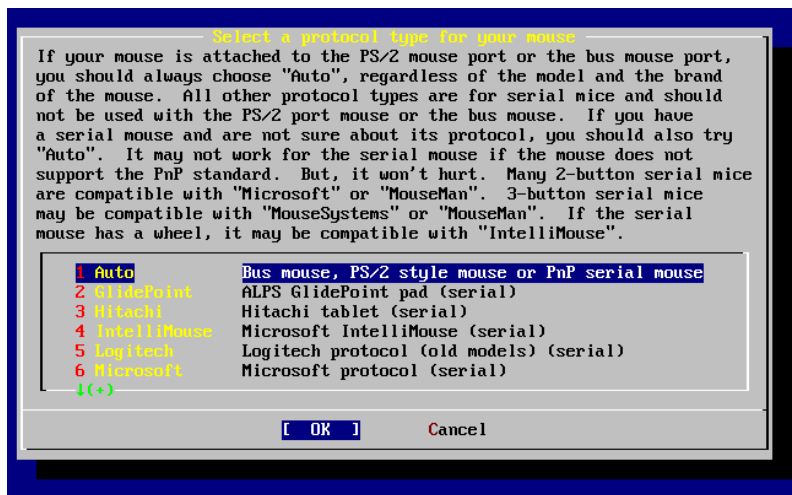 Select a protocol type for your mouse
If your mouse is attached to the PS/2 mouse port or the bus mouse port,
you should always choose "Auto", regardless of the model and the brand
of the mouse.  All other protocol types are for serial mice and should
not be used with the PS/2 port mouse or the bus mouse.  If you have
a serial mouse and are not sure about its protocol, you should also try
"Auto".  It may not work for the serial mouse if the mouse does not
support the PnP standard.  But, it won't hurt.  Many 2-button serial mice
are compatible with "Microsoft" or "MouseMan".  3-button serial mice
may be compatible with "MouseSystems" or "MouseMan".  If the serial
mouse has a wheel, it may be compatible with "IntelliMouse".
1 Auto Bus mouse, PS/2 style mouse or PnP serial mouse
2 GlidePoint ALPS GlidePoint pad (serial)
3 Hitachi Hitachi tablet (serial)
4 IntelliMouse Microsoft IntelliMouse (serial)
5 Logitech Logitech protocol (old models) (serial)
6 Microsoft Microsoft protocol (serial)
↓(+)
[ OK ] Cancel